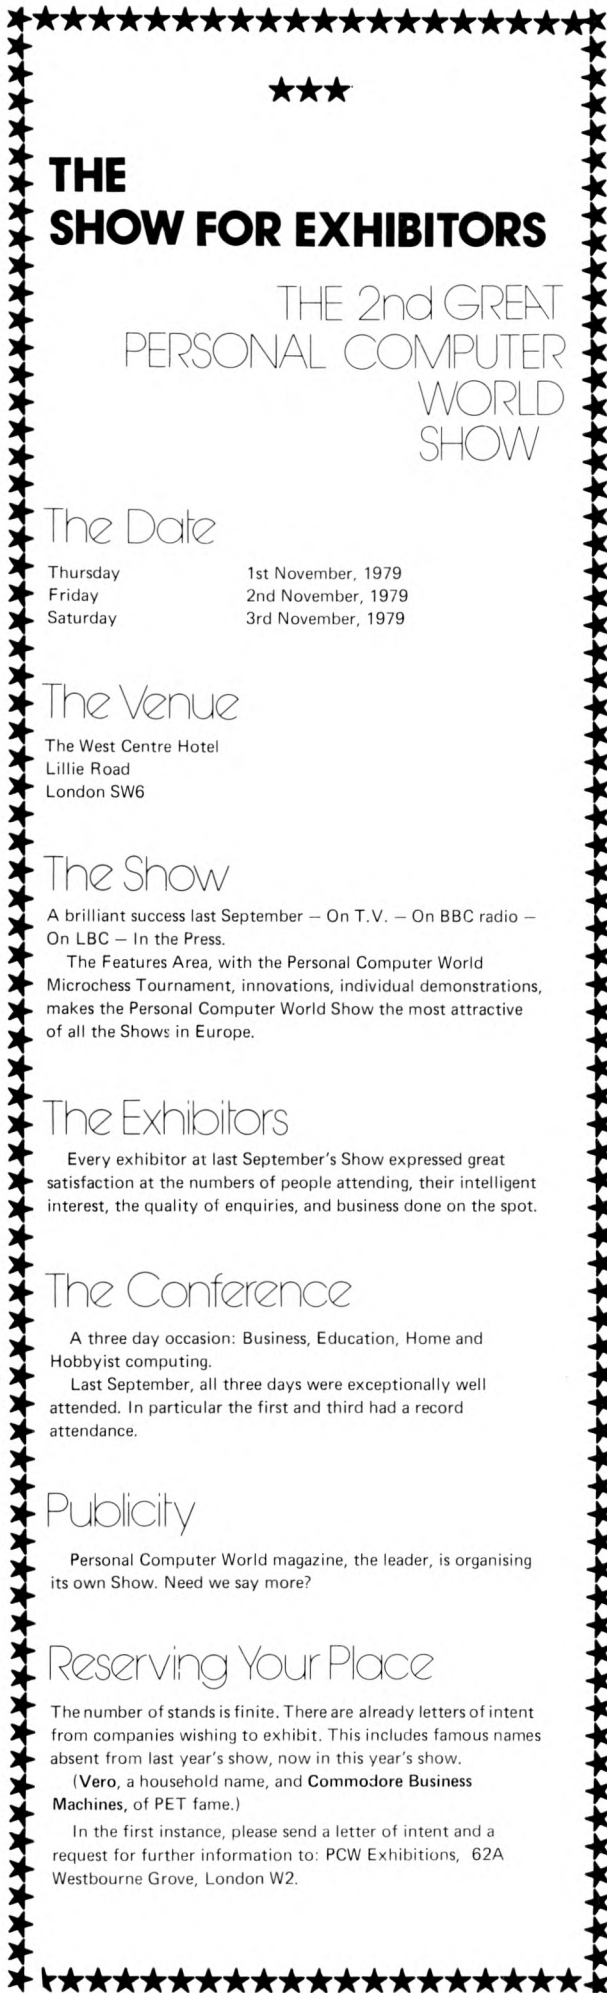 THE
SHOW FOR EXHIBITORS
THE 2nd GREAT
PERSONAL COMPUTER
WORLD
SHOW
The Date
Thursday 1st November, 1979
Friday 2nd November, 1979
Saturday 3rd November, 1979
The Venue
The West Centre Hotel
Lillie Road
London SW6
The Show
A brilliant success last September — On T.V. — On BBC radio —
On LBC — In the Press.
The Features Area, with the Personal Computer World
Microchess Tournament, innovations, individual demonstrations,
makes the Personal Computer World Show the most attractive
of all the Shows in Europe.
The Exhibitors
Every exhibitor at last September's Show expressed great
satisfaction at the numbers of people attending, their intelligent
interest, the quality of enquiries, and business done on the spot.
The Conference
A three day occasion: Business, Education, Home and
Hobbyist computing.
Last September, all three days were exceptionally well
attended. In particular the first and third had a record
attendance.
Publicity
Personal Computer World magazine, the leader, is organising
its own Show. Need we say more?
Reserving Your Place
The number of stands is finite. There are already letters of intent
from companies wishing to exhibit. This includes famous names
absent from last year's show, now in this year's show.
(Vero, a household name, and Commodore Business
Machines, of PET fame.)
In the first instance, please send a letter of intent and a
request for further information to: PCW Exhibitions, 62A
Westbourne Grove, London W2.